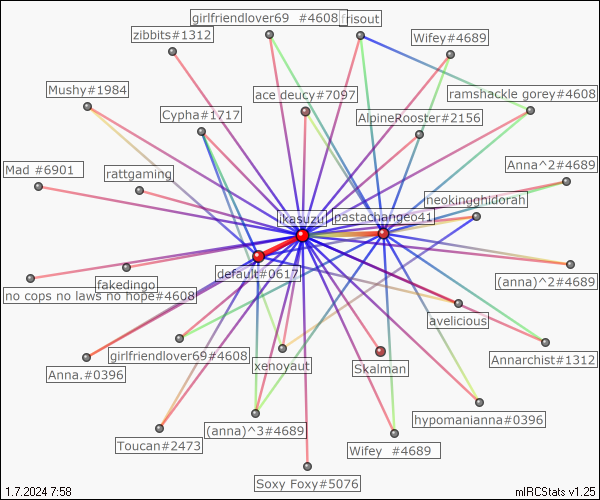 girlfriendlover69 #4608
frisout
zibbits#1312
Wifey#4689
Mushy#1984
ace deucy#7097
ramshackle gorey#4608
Cypha#1717
AlpineRooster#2156
Mad #6901
rattgaming
Anna^2#4689
neokingghidorah
ikasuzu
pastachangeo41
default#0617
fakedingo
no cops no laws no hope#4608
(anna)^2#4689
avelicious
girlfriendlover69#4608
xenoyaut
Skalman
Annarchist#1312
Anna.#0396
hypomanianna#0396
Toucan#2473
(anna)^3#4689
Wifey #4689
Soxy Foxy#5076
1.7.2024 7:58
mIRCStats v1.25